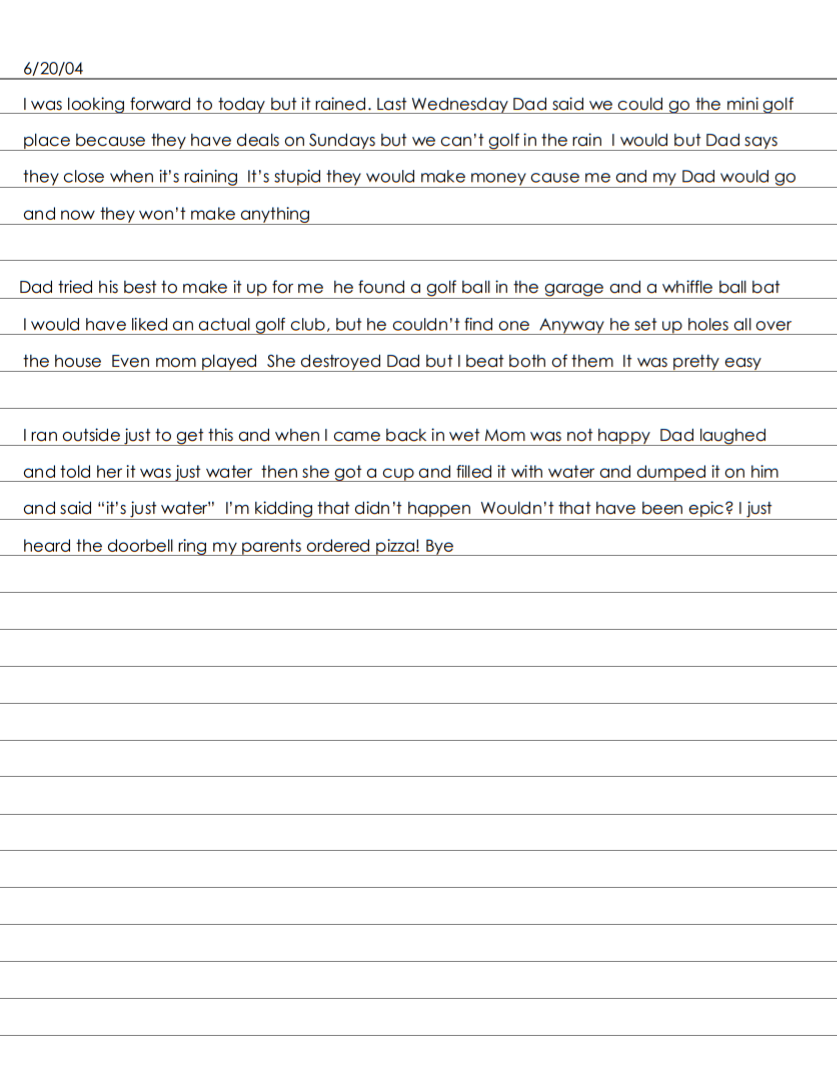 6/20/04
I was looking forward to today but it rained. Last Wednesday Dad said we could go the mini golf
place because they have deals on Sundays but we can't golf in the rain  I would but Dad says
they close when it's raining  It's stupid they would make money cause me and my Dad would go
and now they won't make anything
Dad tried his best to make it up for me  he found a golf ball in the garage and a whiffle ball bat
I would have liked an actual golf club, but he couldn't find one  Anyway he set up holes all over
the house  Even mom played  She destroyed Dad but I beat both of them  It was pretty easy
I ran outside just to get this and when I came back in wet Mom was not happy  Dad laughed
and told her it was just water  then she got a cup and filled it with water and dumped it on him
and said “it's just water”  I'm kidding that didn't happen  Wouldn't that have been epic? I just
heard the doorbell ring my parents ordered pizza! Bye